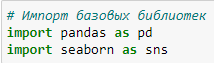 # Импорт базовых библиотек
import pandas as pd
import seaborn as sns